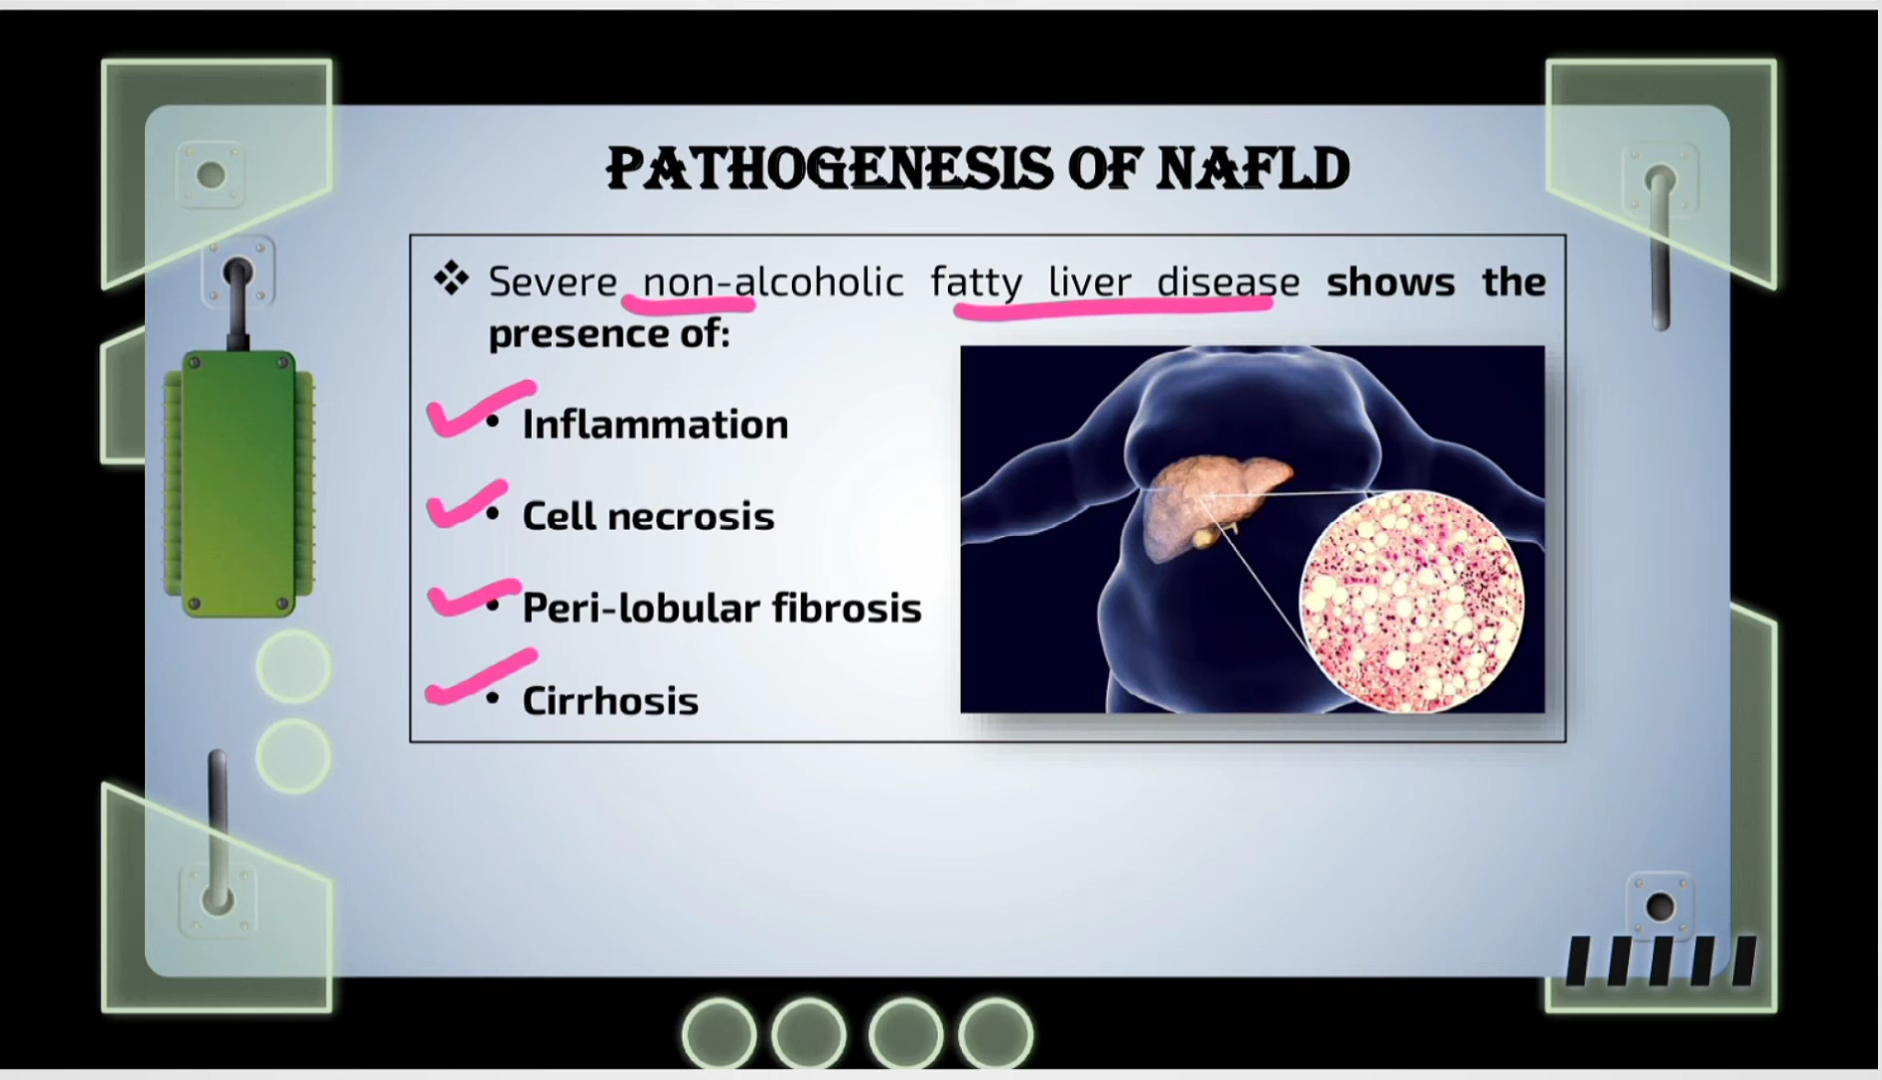 PATHOGENESIS OF NAFLD
❖ Severe non-alcoholic fatty liver disease shows the
presence of:
• Inflammation
• Cell necrosis
• Peri-lobular fibrosis
• Cirrhosis